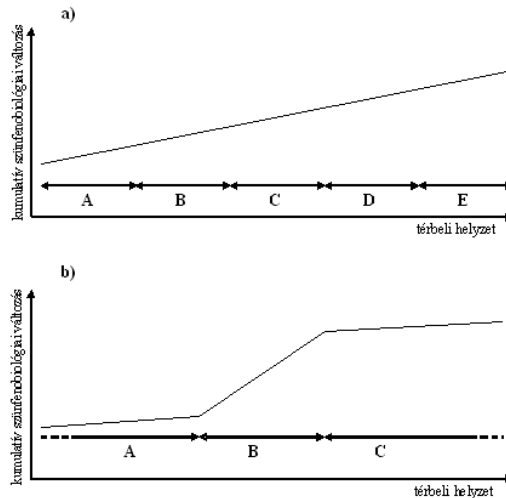 a)
kumulatív szünfenobiológiai változás
A B C D E
térbeli helyzet
b)
kumulatív szünfenobiológiai változás
A B C
térbeli helyzet